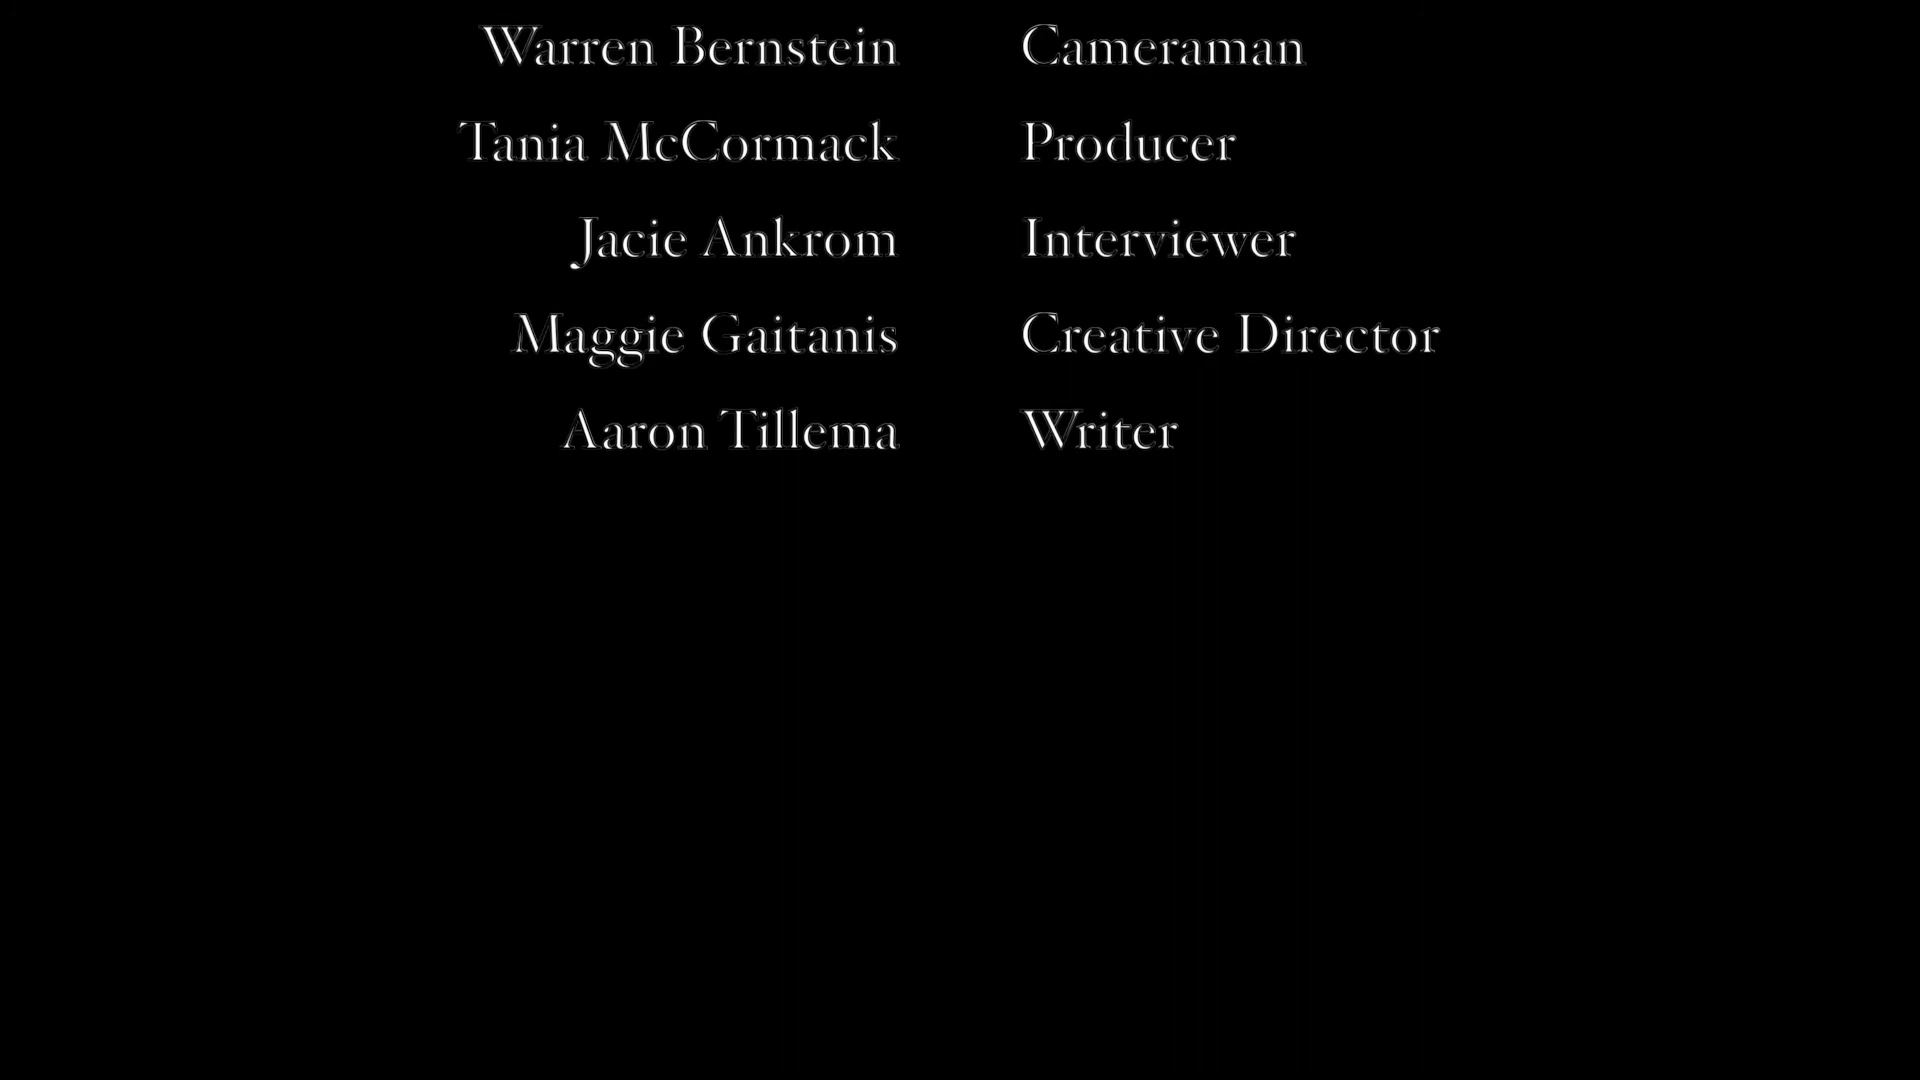 Warren Bernstein Cameraman
Tania McCormack Producer
Jacie Ankrom Interviewer
Maggie Gaitanis Creative Director
Aaron Tillema Writer